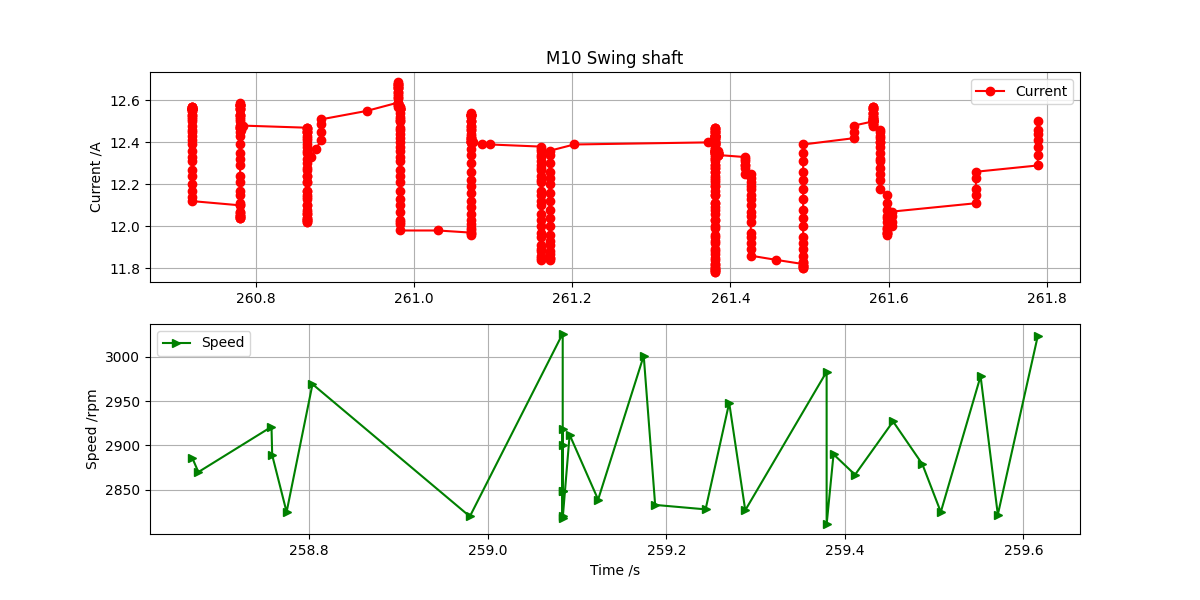 M10 Swing shaft
Current /A
12.6
12.4
12.2
12.0
11.8
Current
260.8 261.0 261.2 261.4 261.6 261.8
Speed /rpm
3000
2950
2900
2850
Speed
258.8 259.0 259.2 259.4 259.6
Time /s